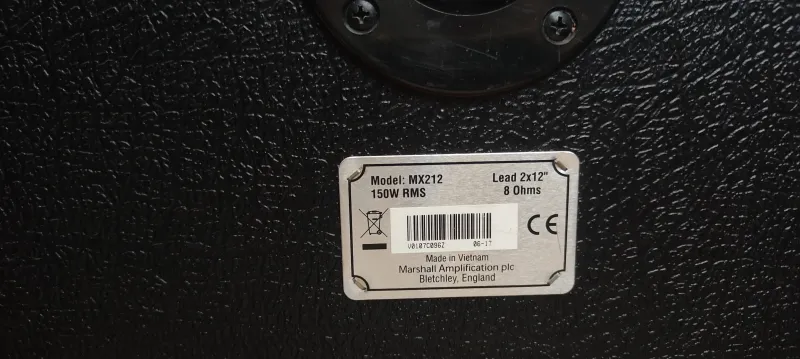 Model: MX212 Lead 2x12"
150W RMS 8 Ohms
V0107C096Z 06-17
CE
Made in Vietnam
Marshall Amplification plc
Bletchley, England